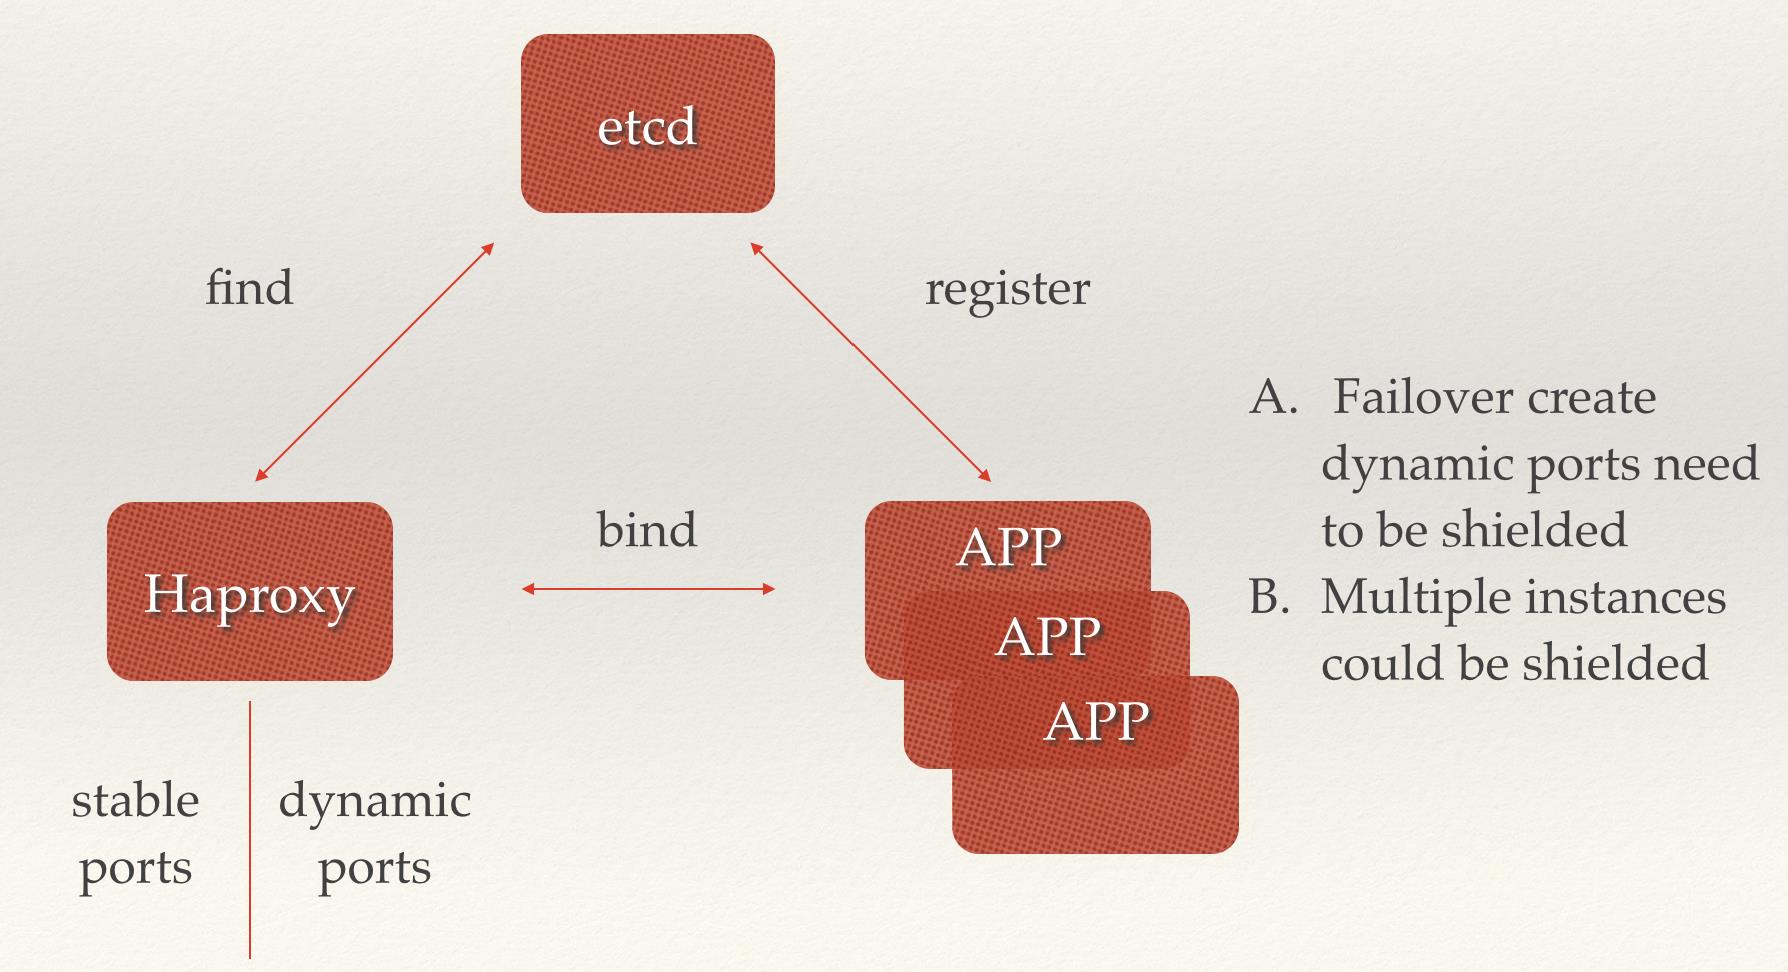 etcd
find
register
Haproxy
bind
APP
APP
APP
A. Failover create
dynamic ports need
to be shielded
B. Multiple instances
could be shielded
stable
ports
dynamic
ports